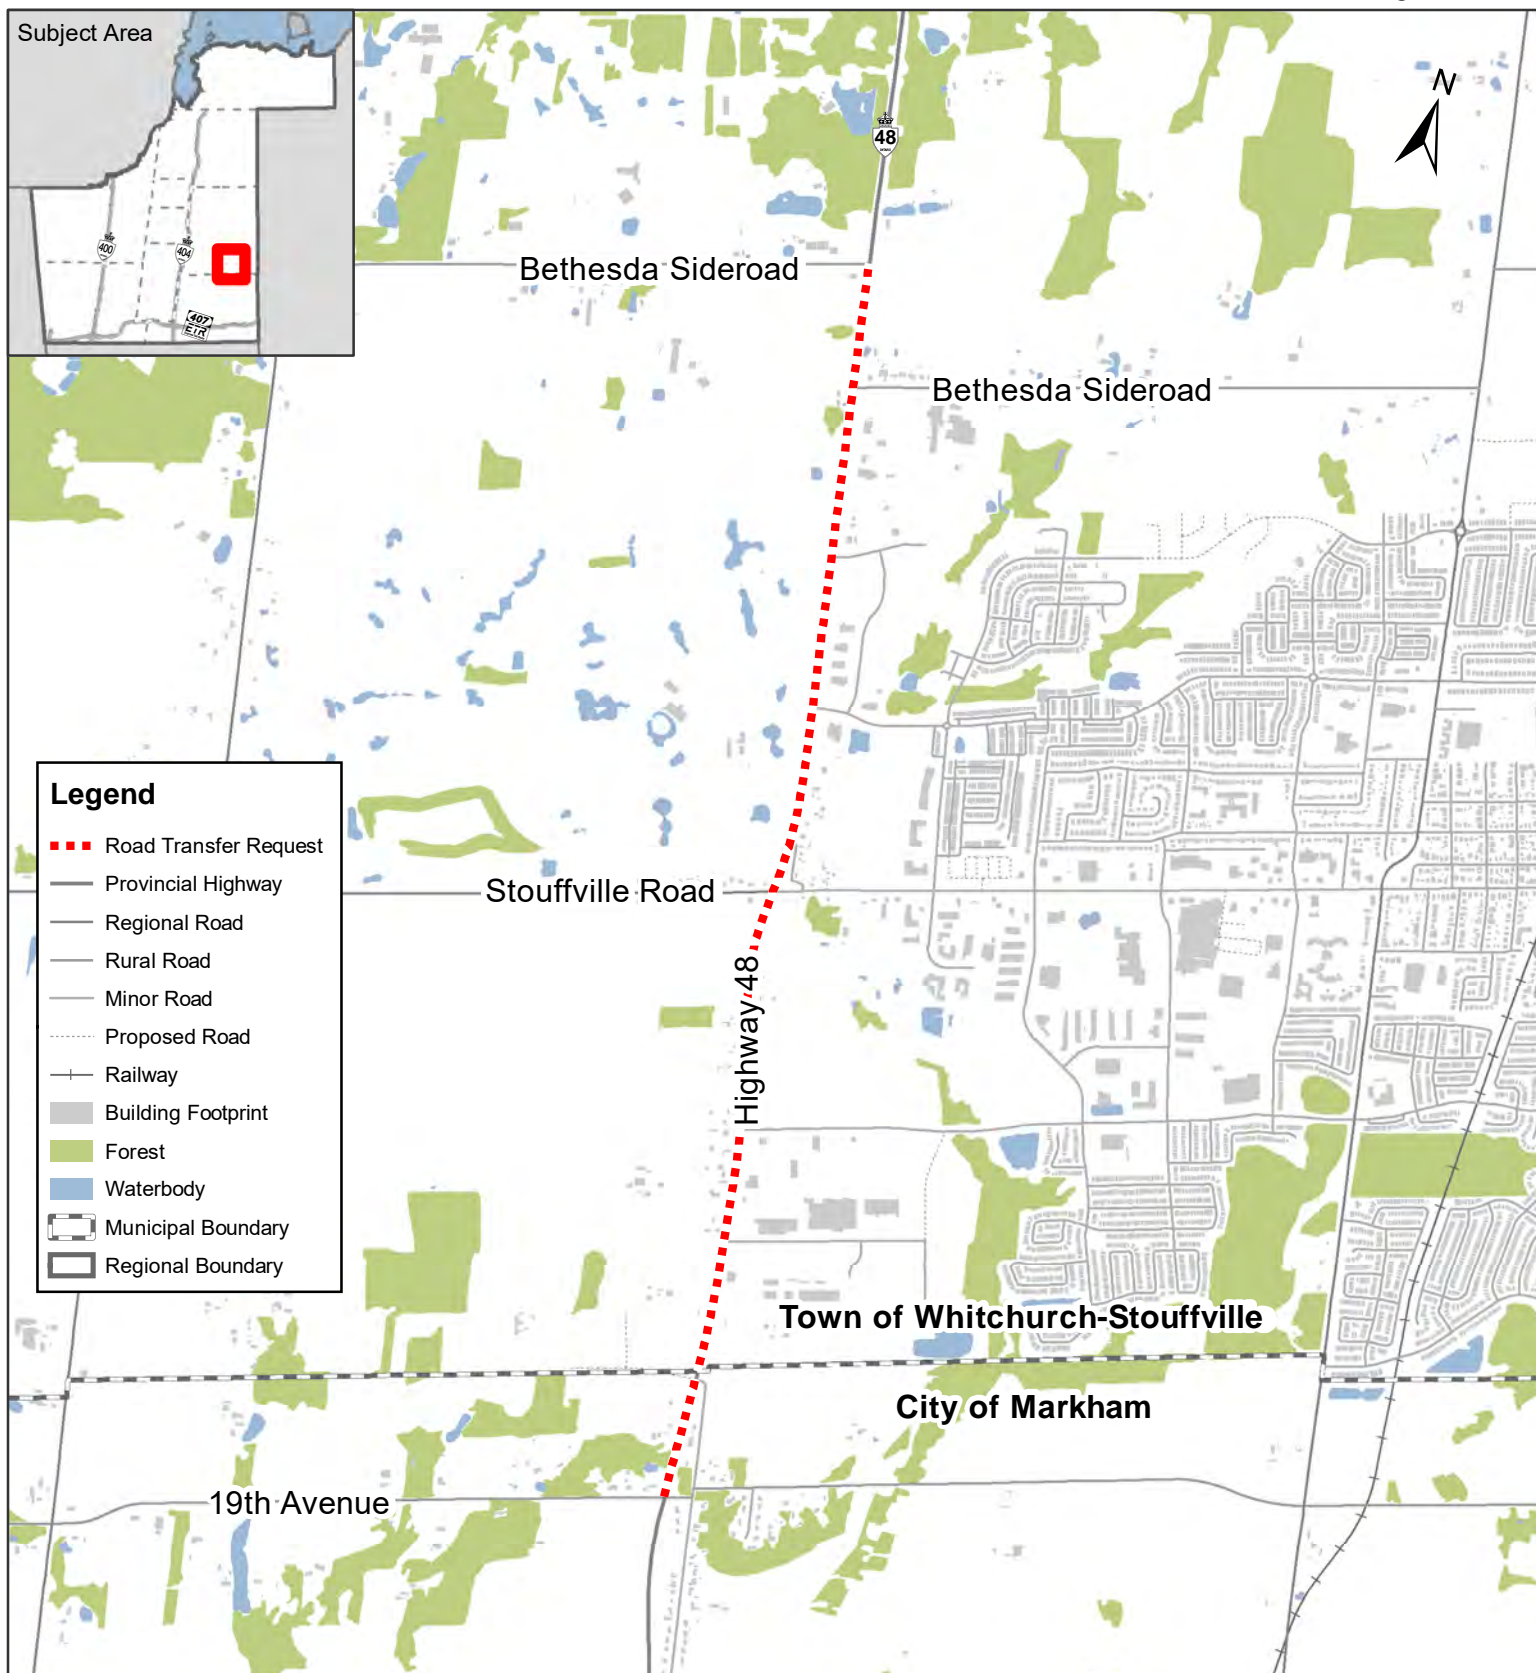 Subject Area
400
404
407
ETR
N
48
Bethesda Sideroad
Bethesda Sideroad
Legend
Road Transfer Request
Provincial Highway
Regional Road
Rural Road
Minor Road
Proposed Road
Railway
Building Footprint
Forest
Waterbody
Municipal Boundary
Regional Boundary
Stouffville Road
Highway 48
Town of Whitchurch-Stouffville
City of Markham
19th Avenue